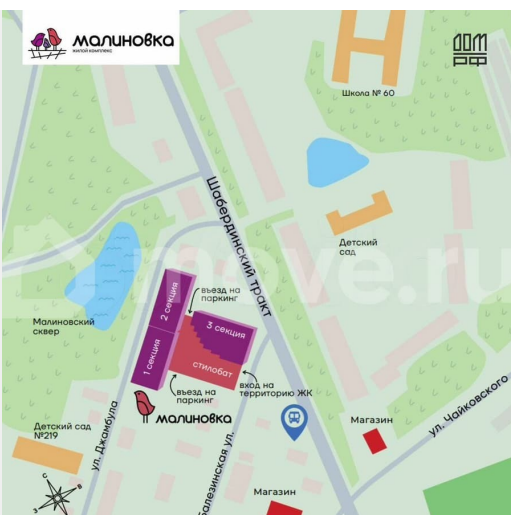 малиновка
жилой комплекс
ДОМ
РФ
Школа № 60
Шабердинский тракт
Детский
сад
move.ru
въезд на
паркинг
2 секция
3 секция
1 секция
стилобат
Малиновский
сквер
въезд на
паркинг
вход на
территорию ЖК
малиновка
Магазин
ул. Чайковского
Детский сад
№219
ул. Джамбула
Балезинская ул.
Магазин
С
В
З